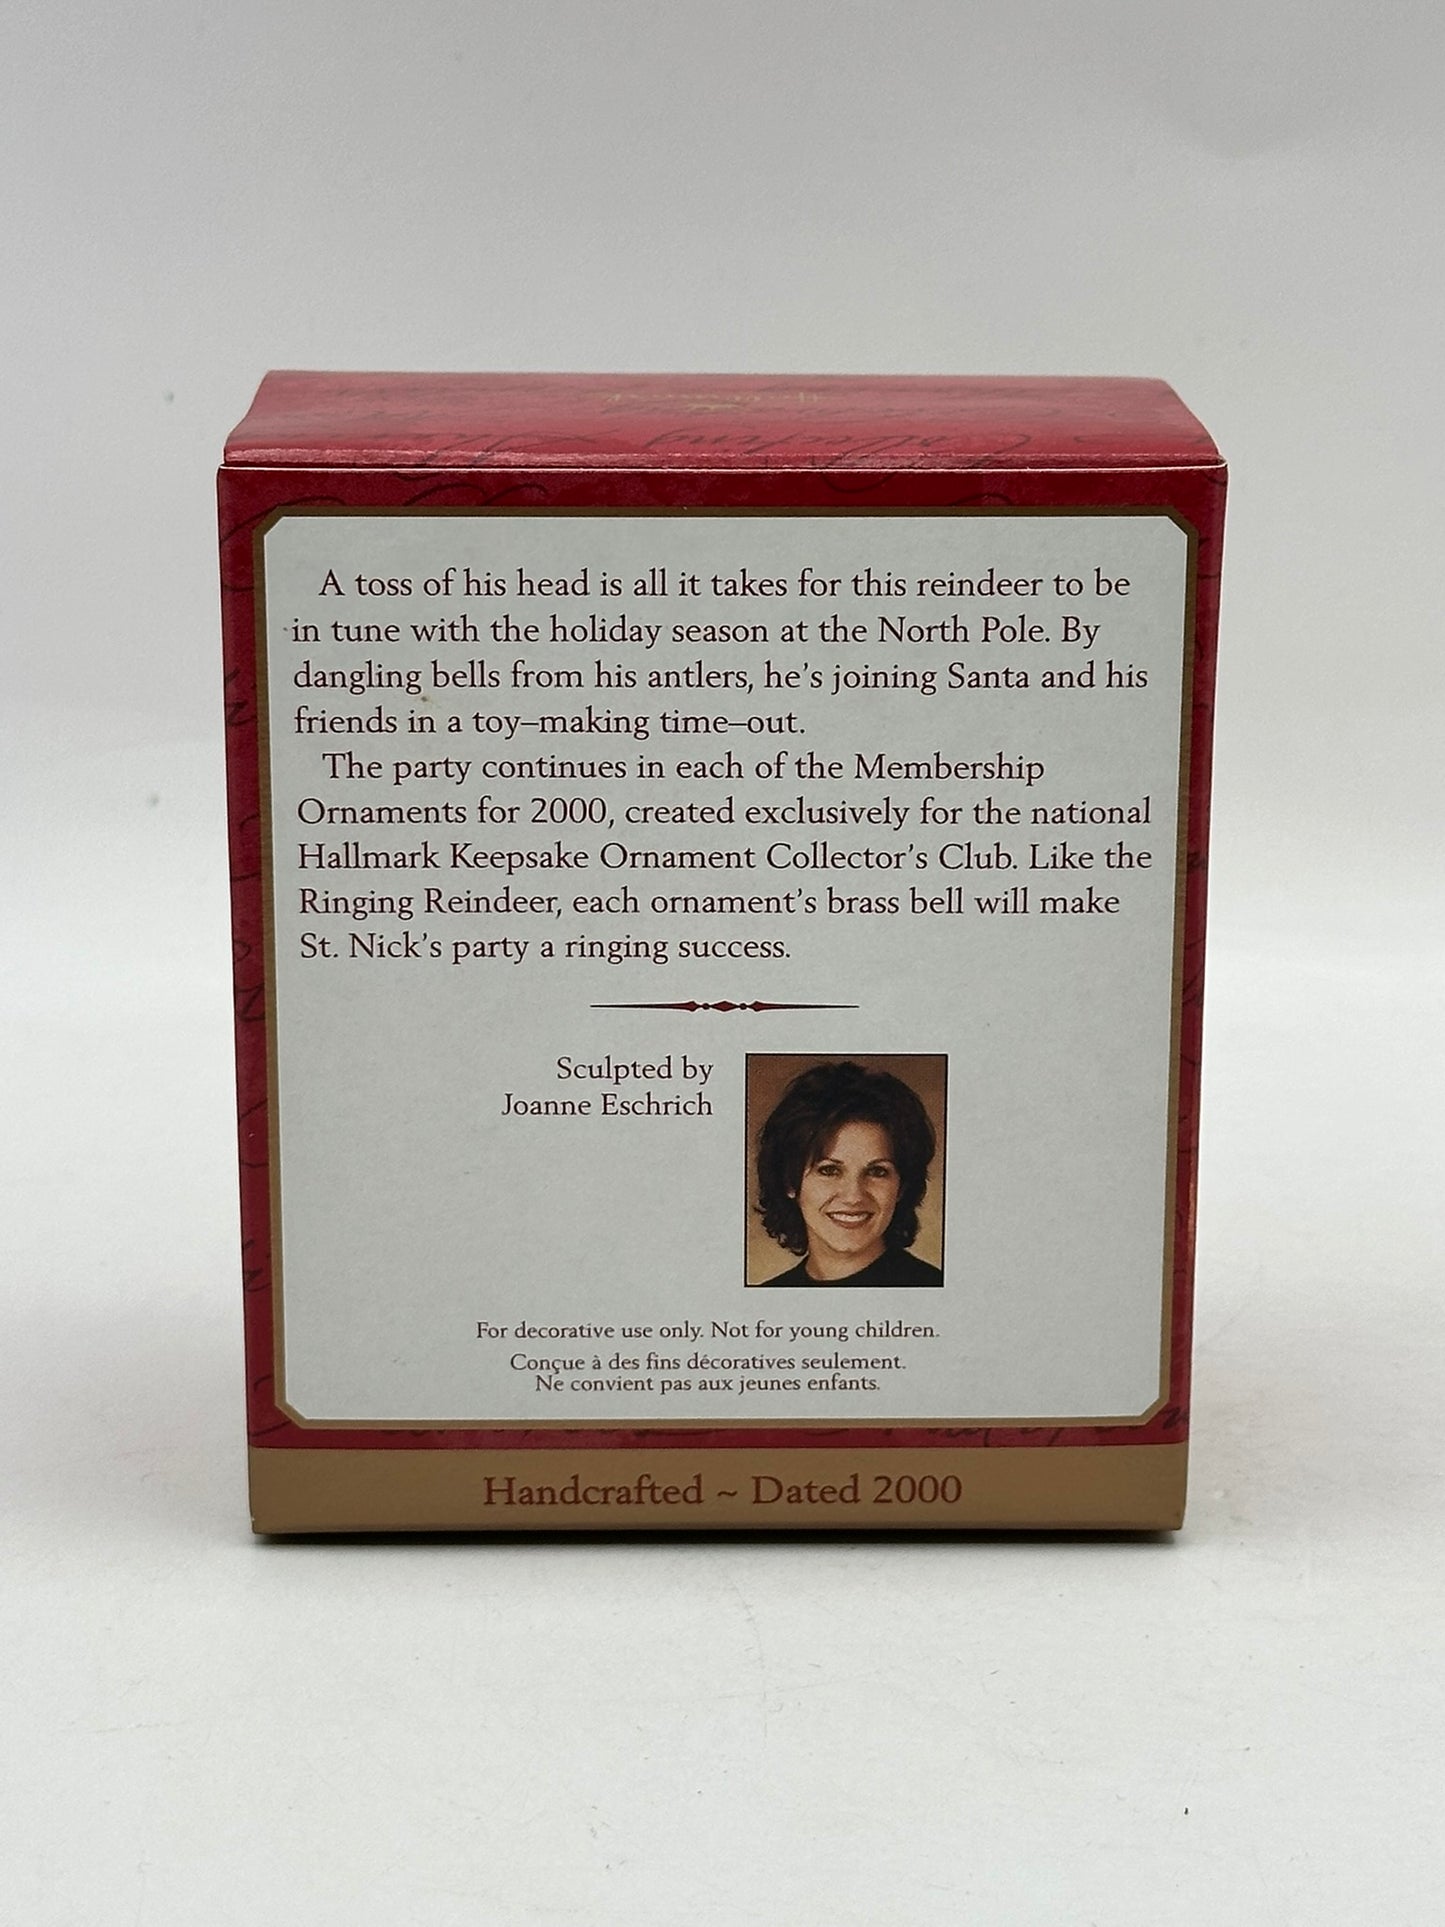 A toss of his head is all it takes for this reindeer to be
in tune with the holiday season at the North Pole. By
dangling bells from his antlers, he's joining Santa and his
friends in a toy–making time–out.
The party continues in each of the Membership
Ornaments for 2000, created exclusively for the national
Hallmark Keepsake Ornament Collector's Club. Like the
Ringing Reindeer, each ornament's brass bell will make
St. Nick's party a ringing success.
Sculpted by
Joanne Eschrich
For decorative use only. Not for young children.
Conçue à des fins décoratives seulement.
Ne convient pas aux jeunes enfants.
Handcrafted ~ Dated 2000